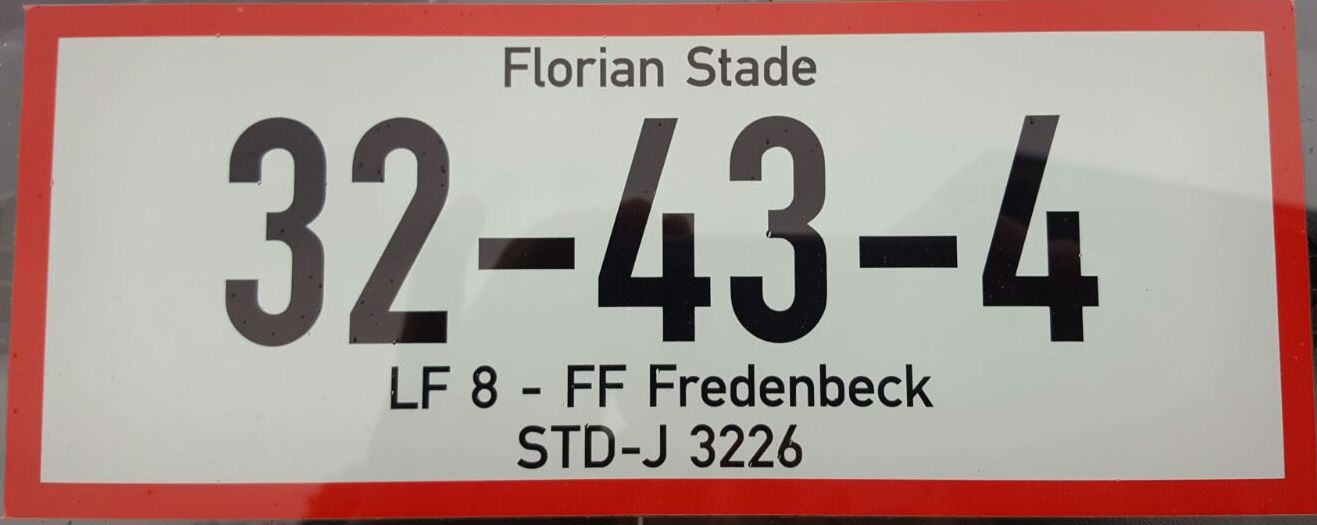 Florian Stade
32-43-4
LF 8 - FF Fredenbeck
STD-J 3226